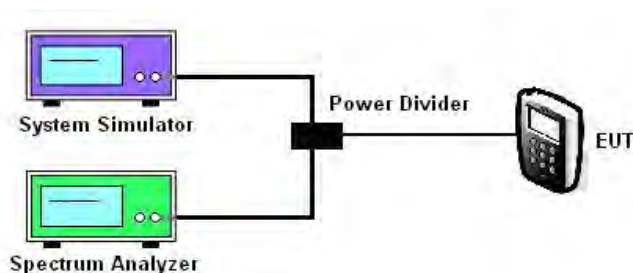 System Simulator
Power Divider
EUT
Spectrum Analyzer